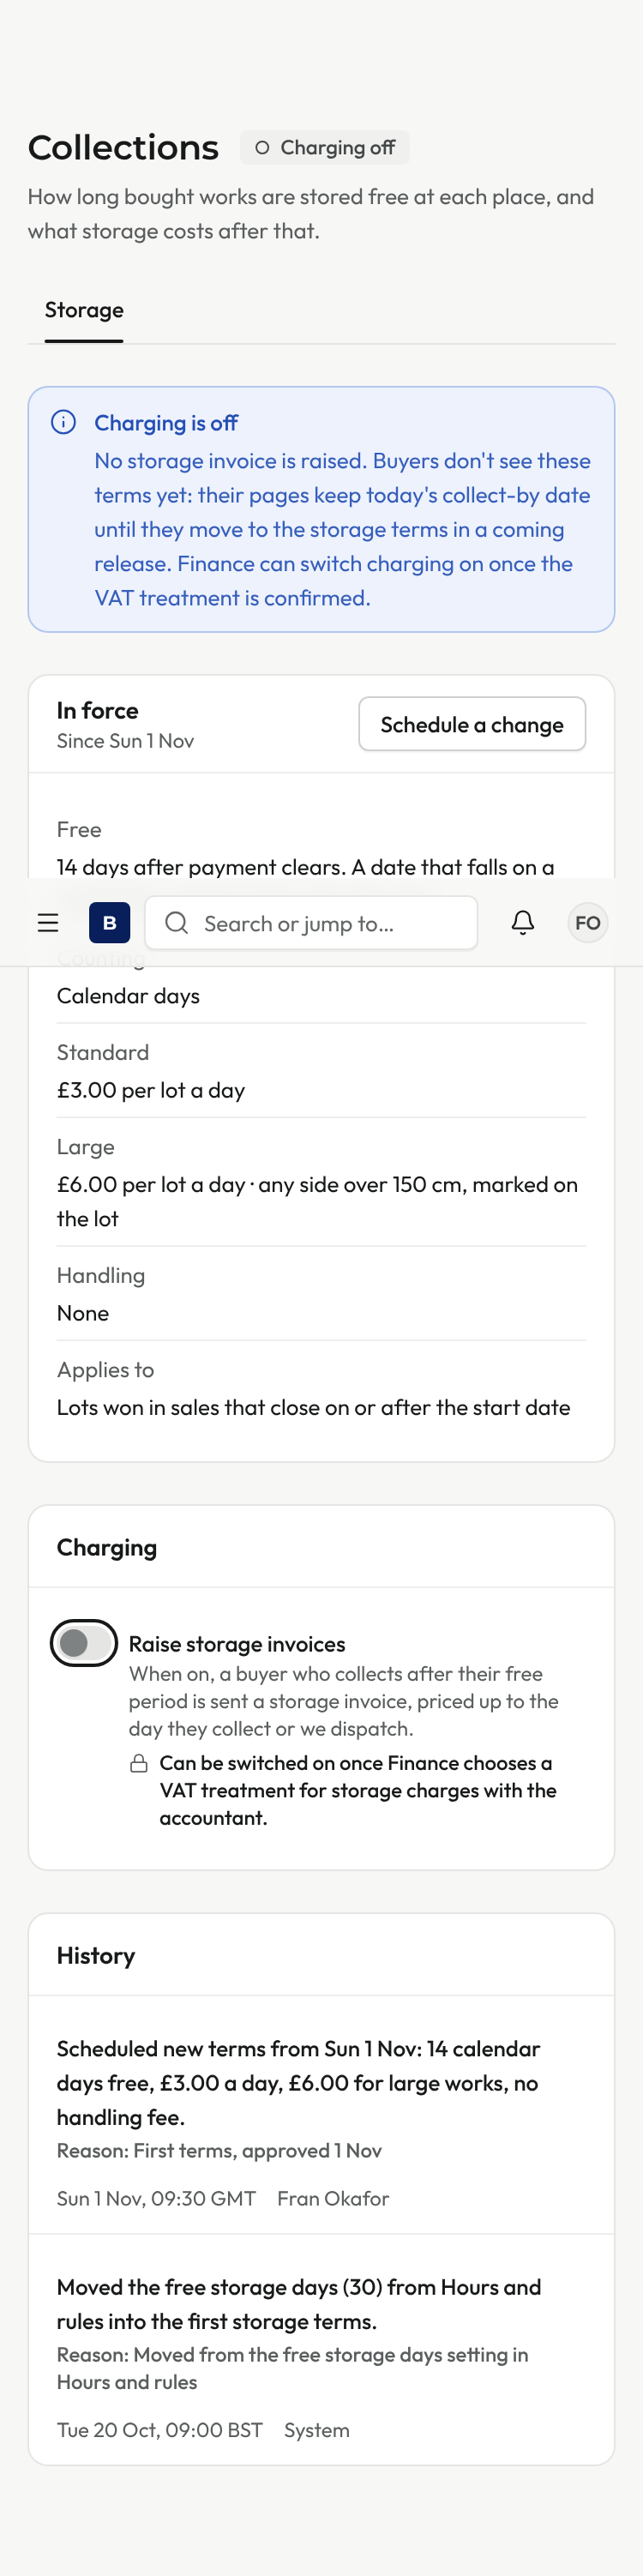 Collections
Charging off
How long bought works are stored free at each place, and
what storage costs after that.
Storage
Charging is off
No storage invoice is raised. Buyers don't see these
terms yet: their pages keep today's collect-by date
until they move to the storage terms in a coming
release. Finance can switch charging on once the
VAT treatment is confirmed.
In force
Since Sun 1 Nov
Schedule a change
Free
14 days after payment clears. A date that falls on a
B
Search or jump to...
FO
Counting
Calendar days
Standard
£3.00 per lot a day
Large
£6.00 per lot a day · any side over 150 cm, marked on
the lot
Handling
None
Applies to
Lots won in sales that close on or after the start date
Charging
Raise storage invoices
When on, a buyer who collects after their free
period is sent a storage invoice, priced up to the
day they collect or we dispatch.
Can be switched on once Finance chooses a
VAT treatment for storage charges with the
accountant.
History
Scheduled new terms from Sun 1 Nov: 14 calendar
days free, £3.00 a day, £6.00 for large works, no
handling fee.
Reason: First terms, approved 1 Nov
Sun 1 Nov, 09:30 GMT Fran Okafor
Moved the free storage days (30) from Hours and
rules into the first storage terms.
Reason: Moved from the free storage days setting in
Hours and rules
Tue 20 Oct, 09:00 BST System